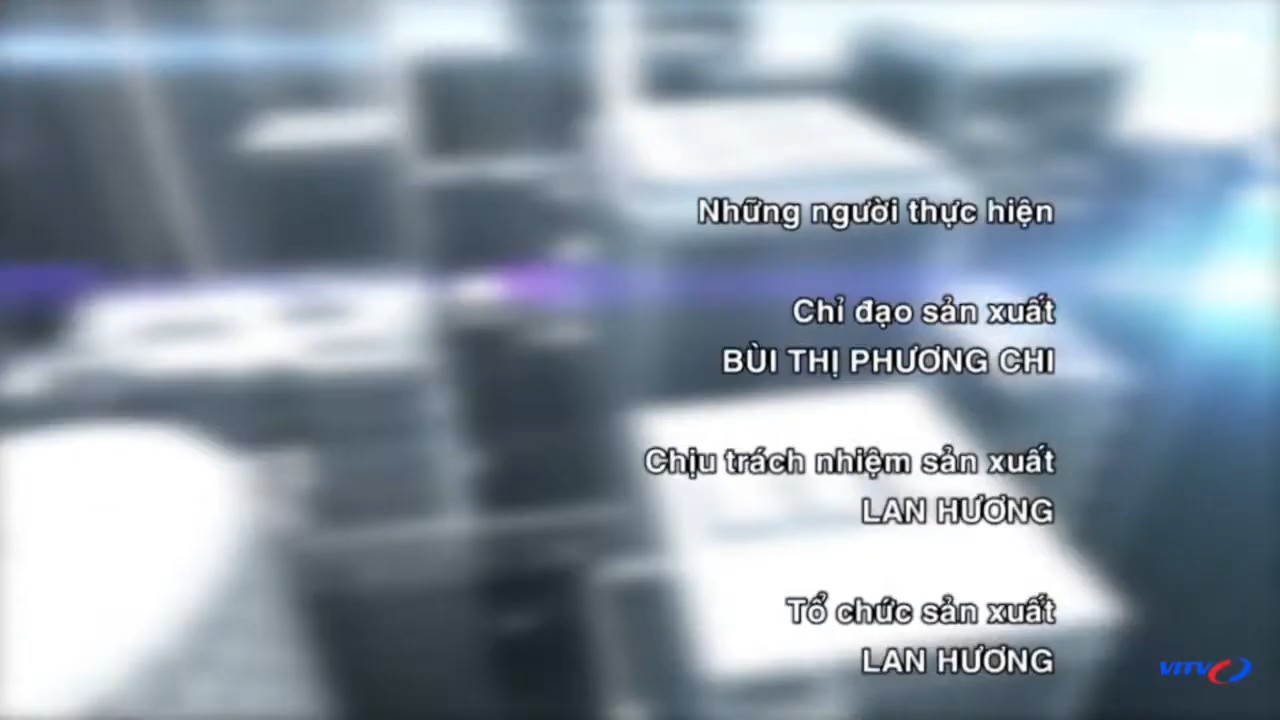 Những người thực hiện
Chỉ đạo sản xuất
BÙI THỊ PHƯƠNG CHI
Chịu trách nhiệm sản xuất
LAN HƯƠNG
Tổ chức sản xuất
LAN HƯƠNG
VITV